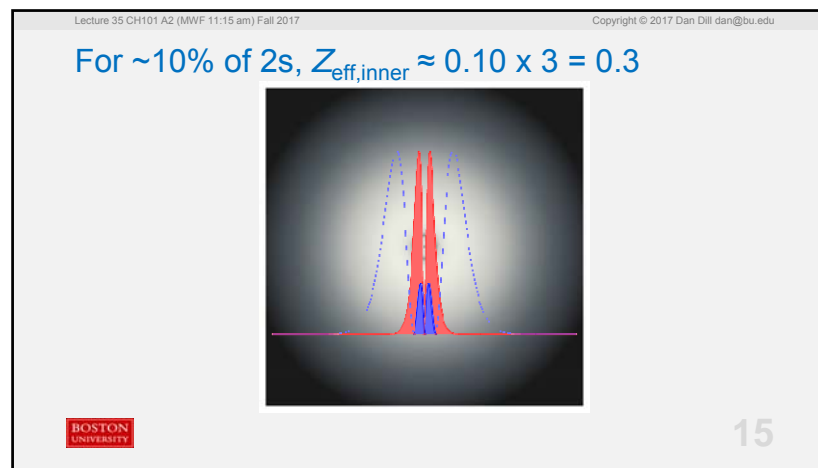 Lecture 35 CH101 A2 (MWF 11:15 am) Fall 2017
Copyright © 2017 Dan Dill dan@bu.edu
For ~10% of 2s, Zeff,inner ≈ 0.10 x 3 = 0.3
BOSTON
UNIVERSITY
15